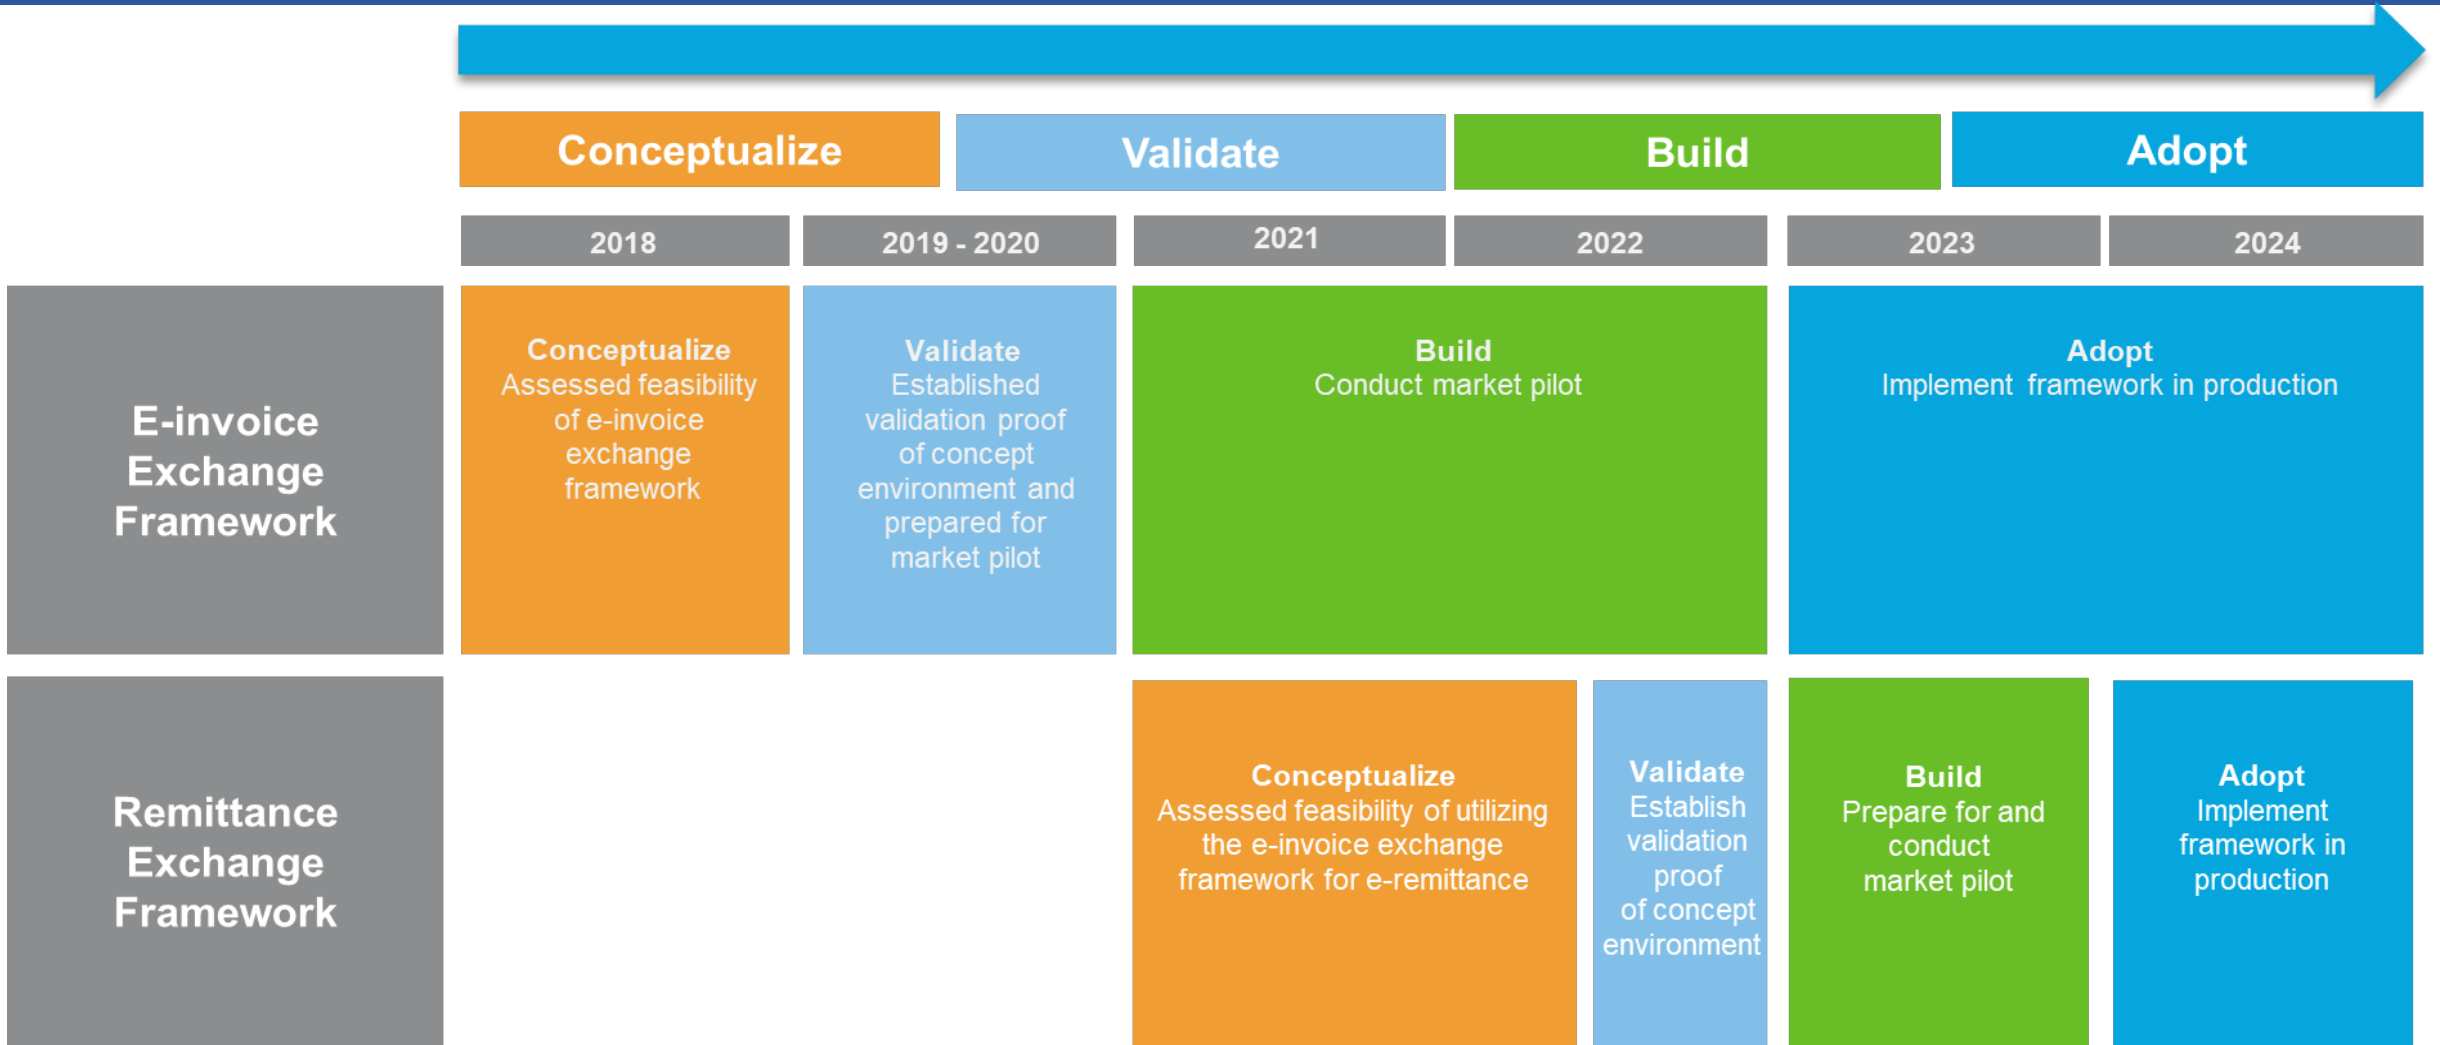 Conceptualize
Validate
Build
Adopt
2018
2019 - 2020
2021
2022
2023
2024
E-invoice
Exchange
Framework
Conceptualize
Assessed feasibility
of e-invoice
exchange
framework
Validate
Established
validation proof
of concept
environment and
prepared for
market pilot
Build
Conduct market pilot
Adopt
Implement framework in production
Remittance
Exchange
Framework
Conceptualize
Assessed feasibility of utilizing
the e-invoice exchange
framework for e-remittance
Validate
Establish
validation
proof
of concept
environment
Build
Prepare for and
conduct
market pilot
Adopt
Implement
framework in
production